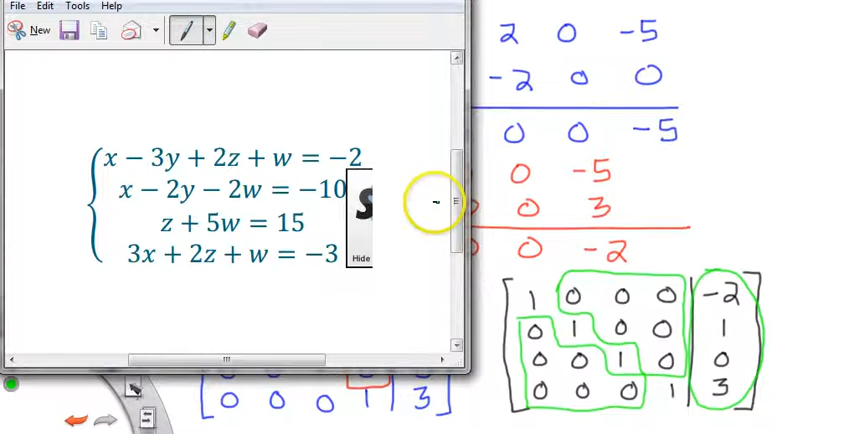 File Edit Tools Help
New
x − 3y + 2z + w = −2
x − 2y − 2w = −10
z + 5w = 15
3x + 2z + w = −3
Hide
2 0 -5
-2 0 0
0 0 -5
0 -5
0 3
0 0 -2
1 0 0 0 | -2
0 1 0 0 | 1
0 0 1 0 | 0
0 0 0 1 | 3
0 0 0 1 | 3